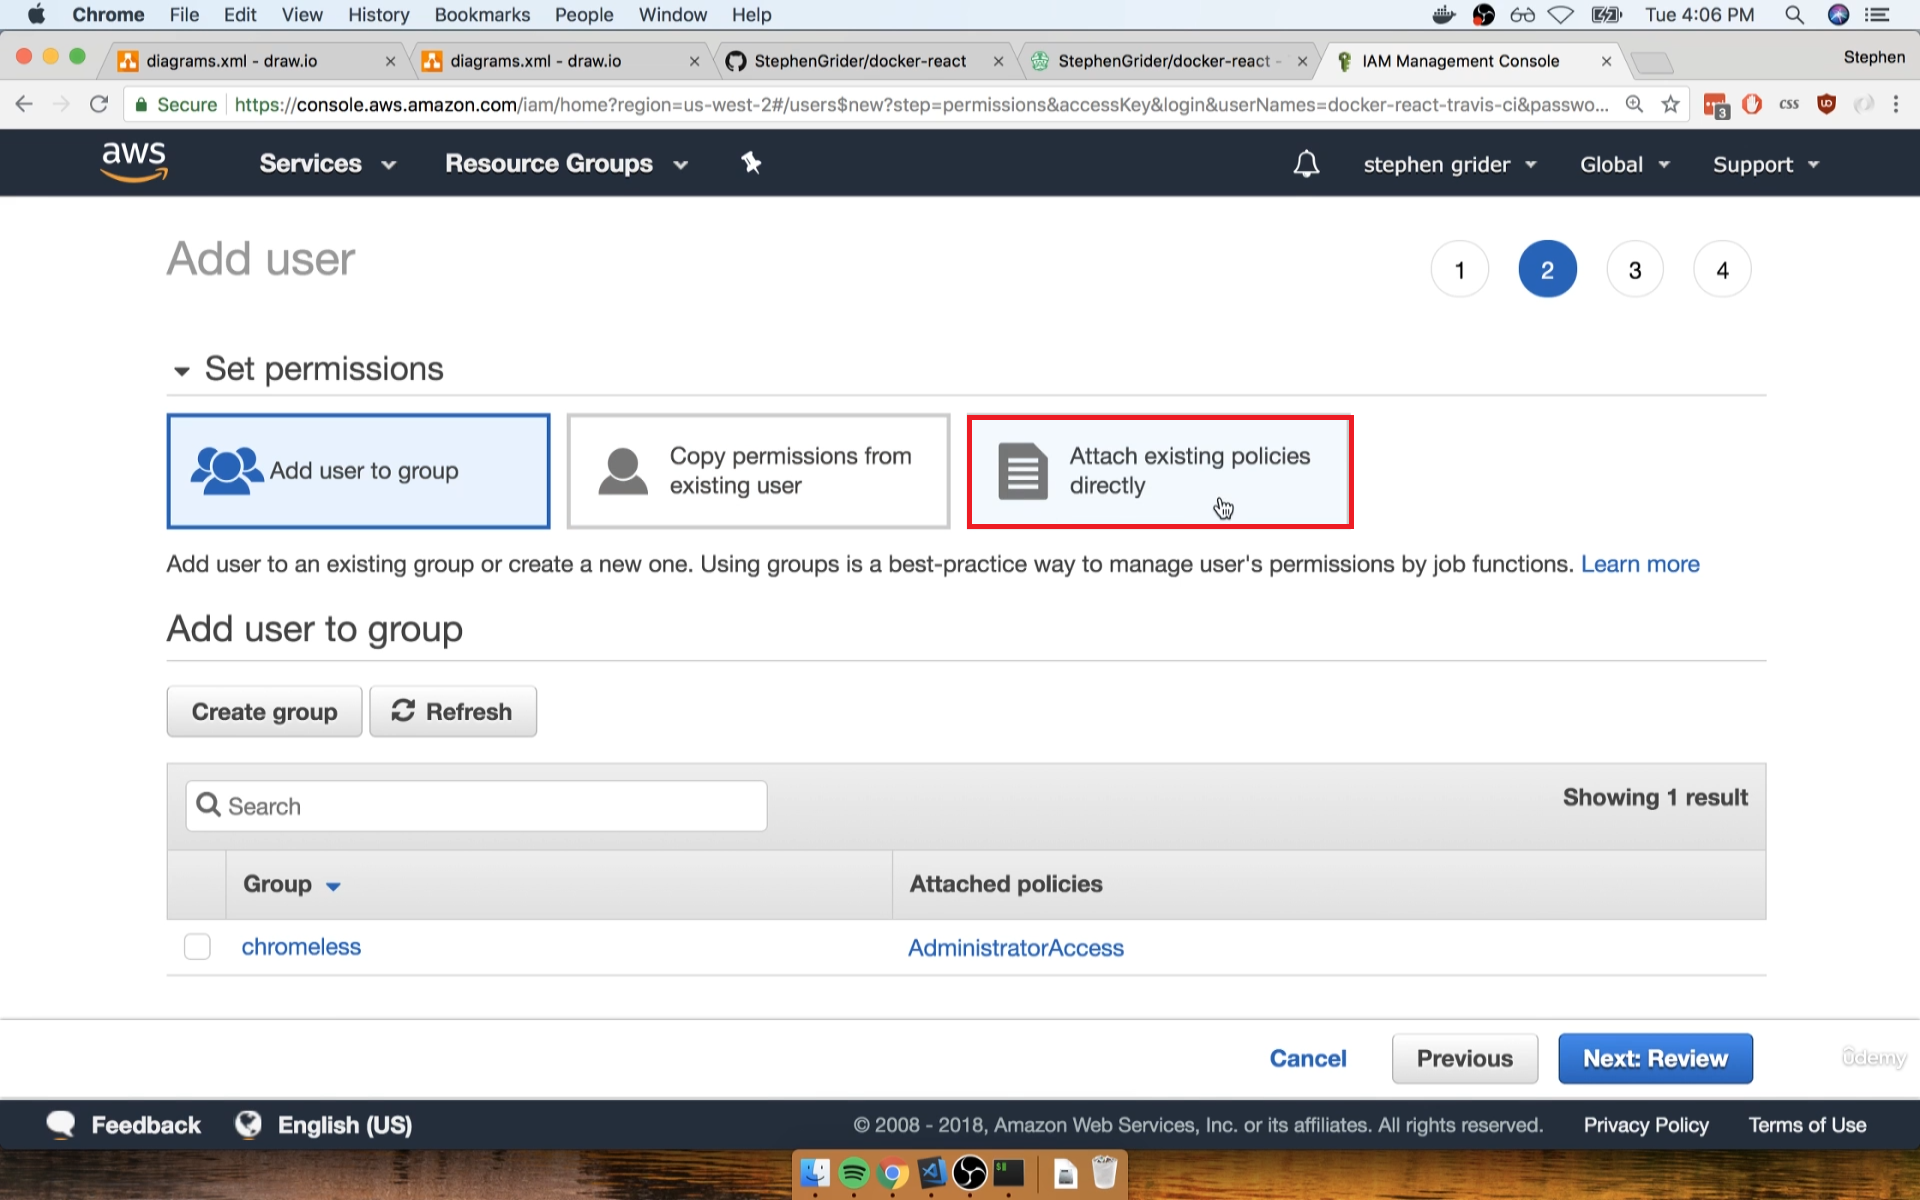 Chrome File Edit View History Bookmarks People Window Help Tue 4:06 PM
diagrams.xml - draw.io diagrams.xml - draw.io StephenGrider/docker-react StephenGrider/docker-react - IAM Management Console Stephen
Secure https://console.aws.amazon.com/iam/home?region=us-west-2#/users$new?step=permissions&accessKey&login&userNames=docker-react-travis-ci&passwo... 3 css
aws Services Resource Groups stephen grider Global Support
Add user 1 2 3 4
Set permissions
Add user to group
Copy permissions from
existing user
Attach existing policies
directly
Add user to an existing group or create a new one. Using groups is a best-practice way to manage user's permissions by job functions. Learn more
Add user to group
Create group Refresh
Search Showing 1 result
Group Attached policies
chromeless AdministratorAccess
Cancel Previous Next: Review
udemy
Feedback English (US) © 2008 - 2018, Amazon Web Services, Inc. or its affiliates. All rights reserved. Privacy Policy Terms of Use